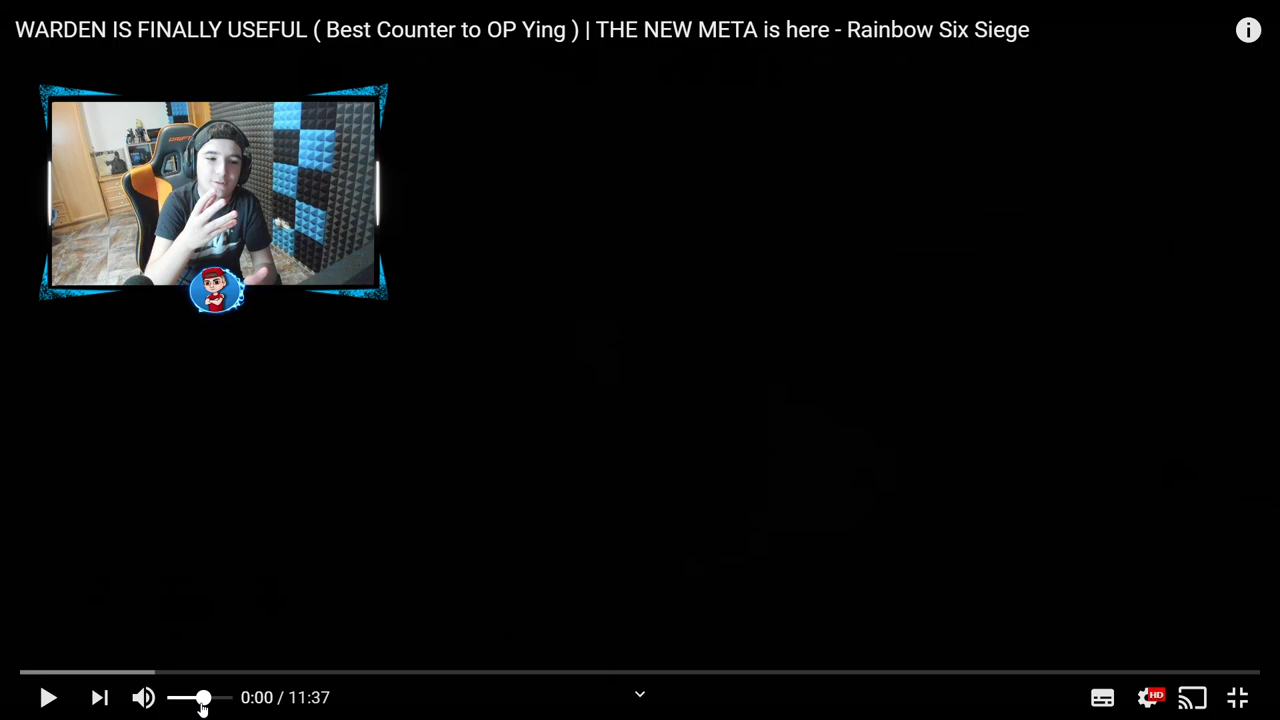 WARDEN IS FINALLY USEFUL ( Best Counter to OP Ying ) | THE NEW META is here - Rainbow Six Siege
0:00 / 11:37
HD